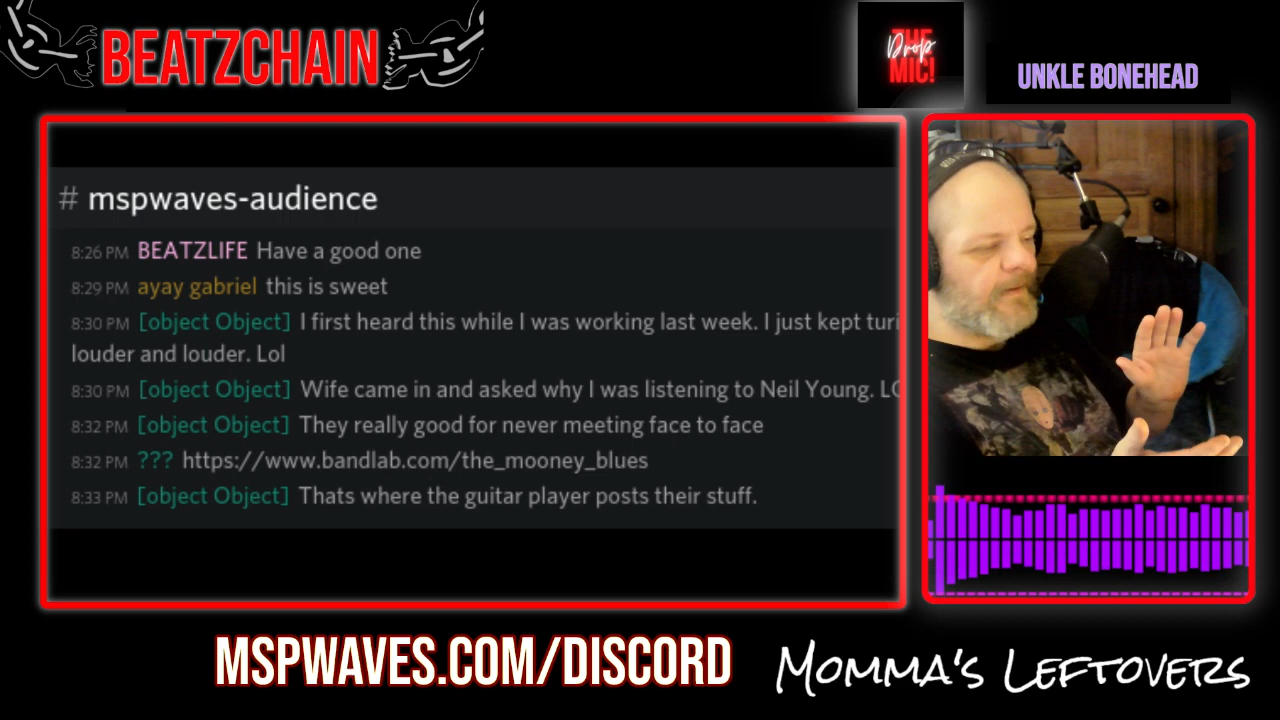 BEATZCHAIN
THE
Drop
MIC!
UNKLE BONEHEAD
# mspwaves-audience
8:26 PM BEATZLIFE Have a good one
8:29 PM ayay gabriel this is sweet
8:30 PM [object Object] I first heard this while I was working last week. I just kept turi
louder and louder. Lol
8:30 PM [object Object] Wife came in and asked why I was listening to Neil Young. LO
8:32 PM [object Object] They really good for never meeting face to face
8:32 PM ??? https://www.bandlab.com/the_mooney_blues
8:33 PM [object Object] Thats where the guitar player posts their stuff.
MSPWAVES.COM/DISCORD
MOMMA'S LEFTOVERS